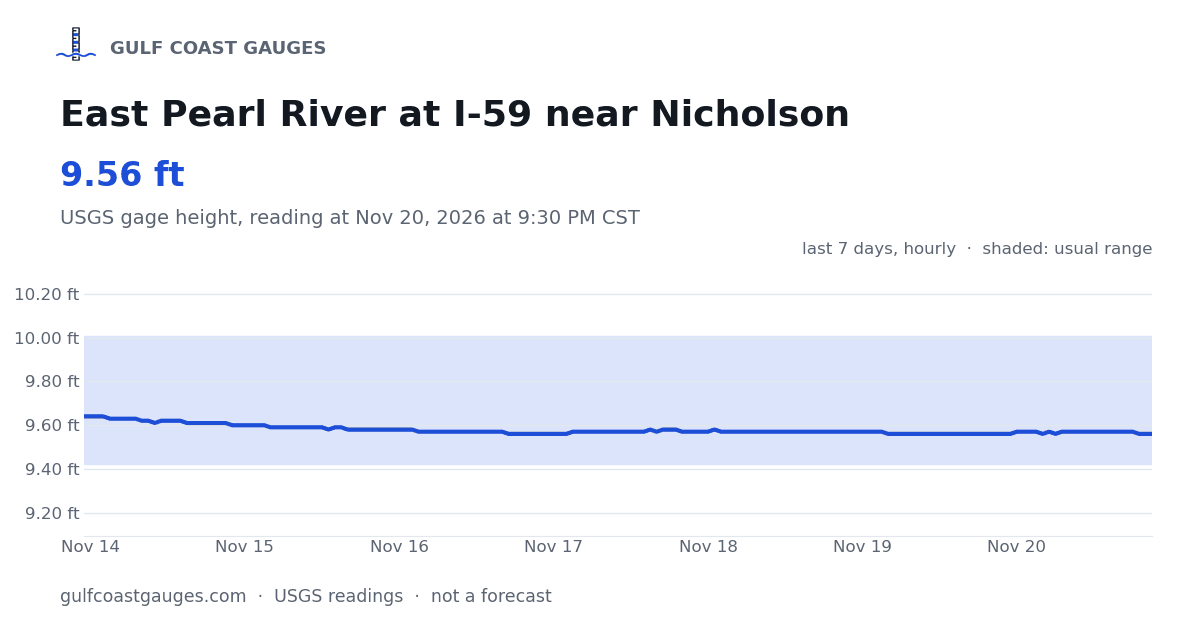 GULF COAST GAUGES
East Pearl River at I-59 near Nicholson
9.56 ft
USGS gage height, reading at Nov 20, 2026 at 9:30 PM CST
last 7 days, hourly · shaded: usual range
10.20 ft
10.00 ft
9.80 ft
9.60 ft
9.40 ft
9.20 ft
Nov 14 Nov 15 Nov 16 Nov 17 Nov 18 Nov 19 Nov 20
gulfcoastgauges.com · USGS readings · not a forecast